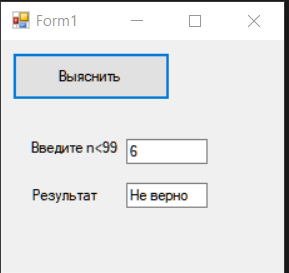 Form1
Выяснить
Введите n<99
6
Результат
Не верно